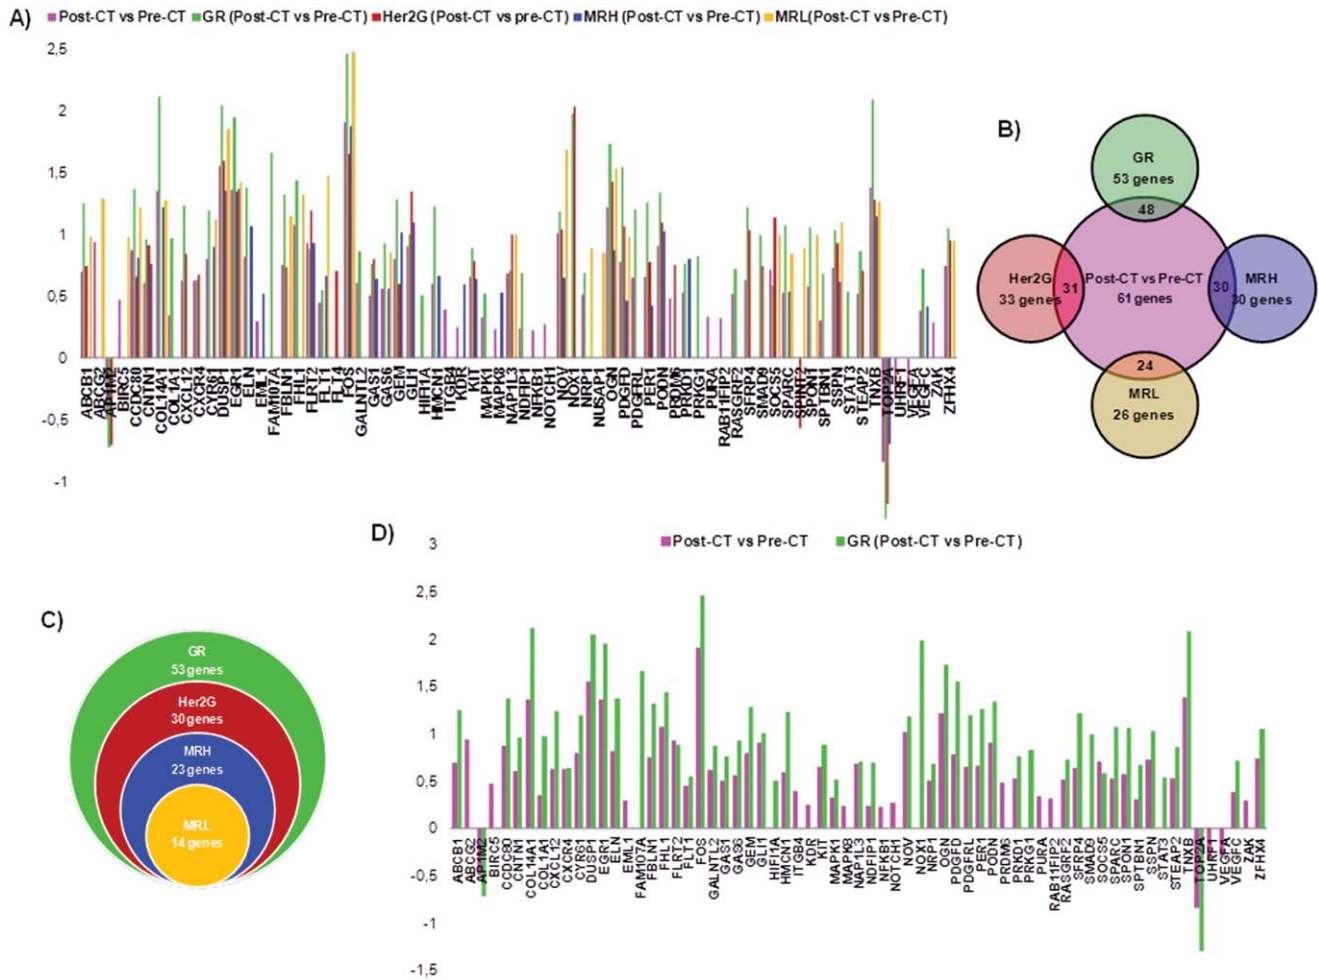 A)
Post-CT vs Pre-CT GR (Post-CT vs Pre-CT) Her2G (Post-CT vs pre-CT) MRH (Post-CT vs Pre-CT) MRL(Post-CT vs Pre-CT)
2,5
2
1,5
1
0,5
0
-0,5
-1
ABCB1
ABCG2
AP1M2
BIRC5
CCDC80
CNTN1
COL14A1
COL1A1
CXCL12
CXCR4
CYR61
DUSP1
EGR1
ELN
EML1
FAM107A
FBLN1
FHL1
FLRT2
FLT1
FLT4
FOS
GALNTL2
GAS1
GAS6
GEM
GLI1
HIF1A
HMCN1
ITGB4
KDR
KIT
MAPK1
MAPK8
NAP1L3
NDFIP1
NFKB1
NOTCH1
NOV
NOX1
NRP1
NUSAP1
OGN
PDGFD
PDGFRL
PER1
PODN
PRDM6
PRKD1
PRKG1
PURA
RAB11FIP2
RASGRF2
SFRP4
SMAD9
SOCS5
SPARC
SPINT2
SPON1
SPTBN1
SSPN
STAT3
STEAP2
TNXB
TOP2A
UHRF1
VEGFA
VEGFC
ZAK
ZFHX4
B)
GR
53 genes
48
Her2G
33 genes
31
Post-CT vs Pre-CT
61 genes
30
MRH
30 genes
24
MRL
26 genes
C)
GR
53 genes
Her2G
30 genes
MRH
23 genes
MRL
14 genes
D)
Post-CT vs Pre-CT GR (Post-CT vs Pre-CT)
3
2,5
2
1,5
1
0,5
0
-0,5
-1
-1,5
ABCB1
ABCG2
AP1M2
BIRC5
CCD80
CNTN1
COL14A1
COL1A1
CXCL12
CXCR4
CYR61
DUSP1
EGR1
ELN
EML1
FAM107A
FBLN1
FHL1
FLRT2
FLT1
FOS
GALNTL2
GAS1
GAS6
GEM
GLI1
HIFI1A
HMCN1
ITGB4
KDR
KIT
MAPK1
MAPK8
NAP1L3
NDFIP1
NFKB1
NOTCH1
NOV
NOX1
NRP1
OGN
PDGFD
PDGFRL
PER1
PODN
PRDM6
PRKD1
PRKG1
PURA
RAB11FIP2
RASGRF2
SFRP4
SMAD9
SOCS5
SPARC
SPON1
SPTBN1
SSPN
STAT3
STEAP2
TNXB
TOP2A
UHRF1
VEGFA
VEGFC
ZAK
ZFHX4